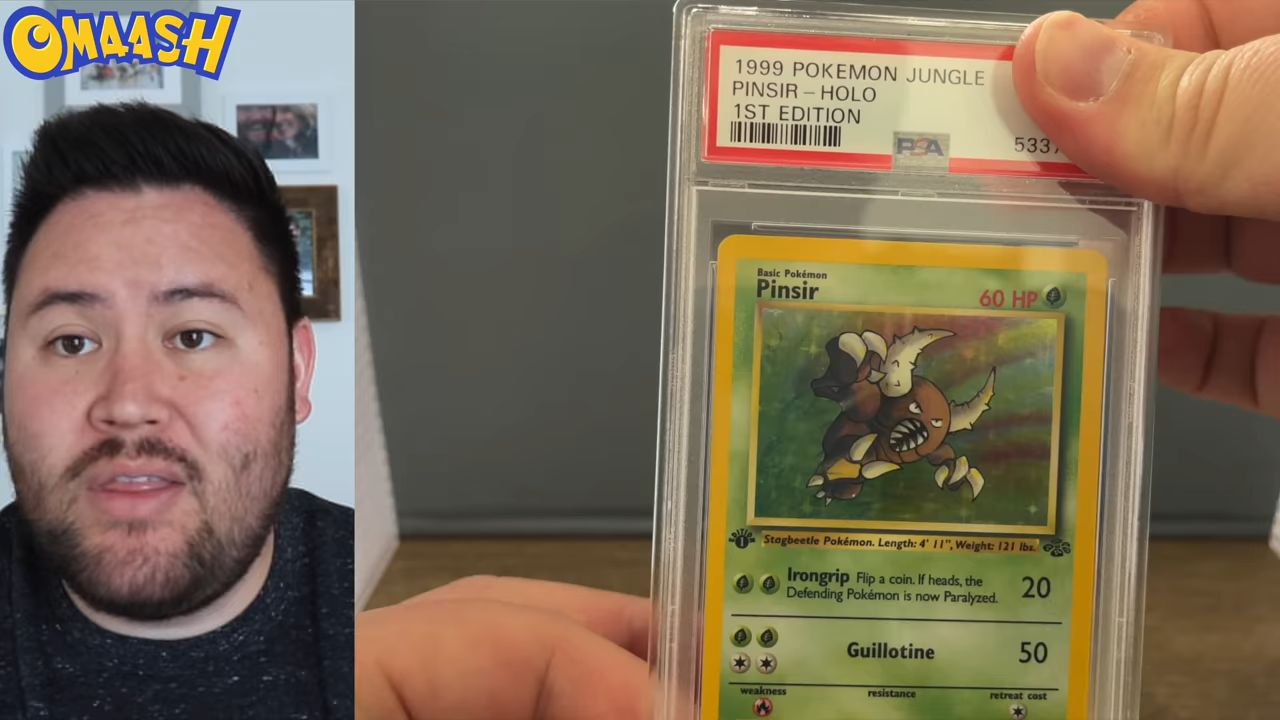 OMAASH
1999 POKEMON JUNGLE
PINSIR - HOLO
1ST EDITION
PSA
Basic Pokémon
Pinsir
60 HP
1
Stagbeetle Pokémon. Length: 4' 11", Weight: 121 lbs.
Irongrip Flip a coin. If heads, the
Defending Pokémon is now Paralyzed.
20
Guillotine
50
weakness
resistance
retreat cost